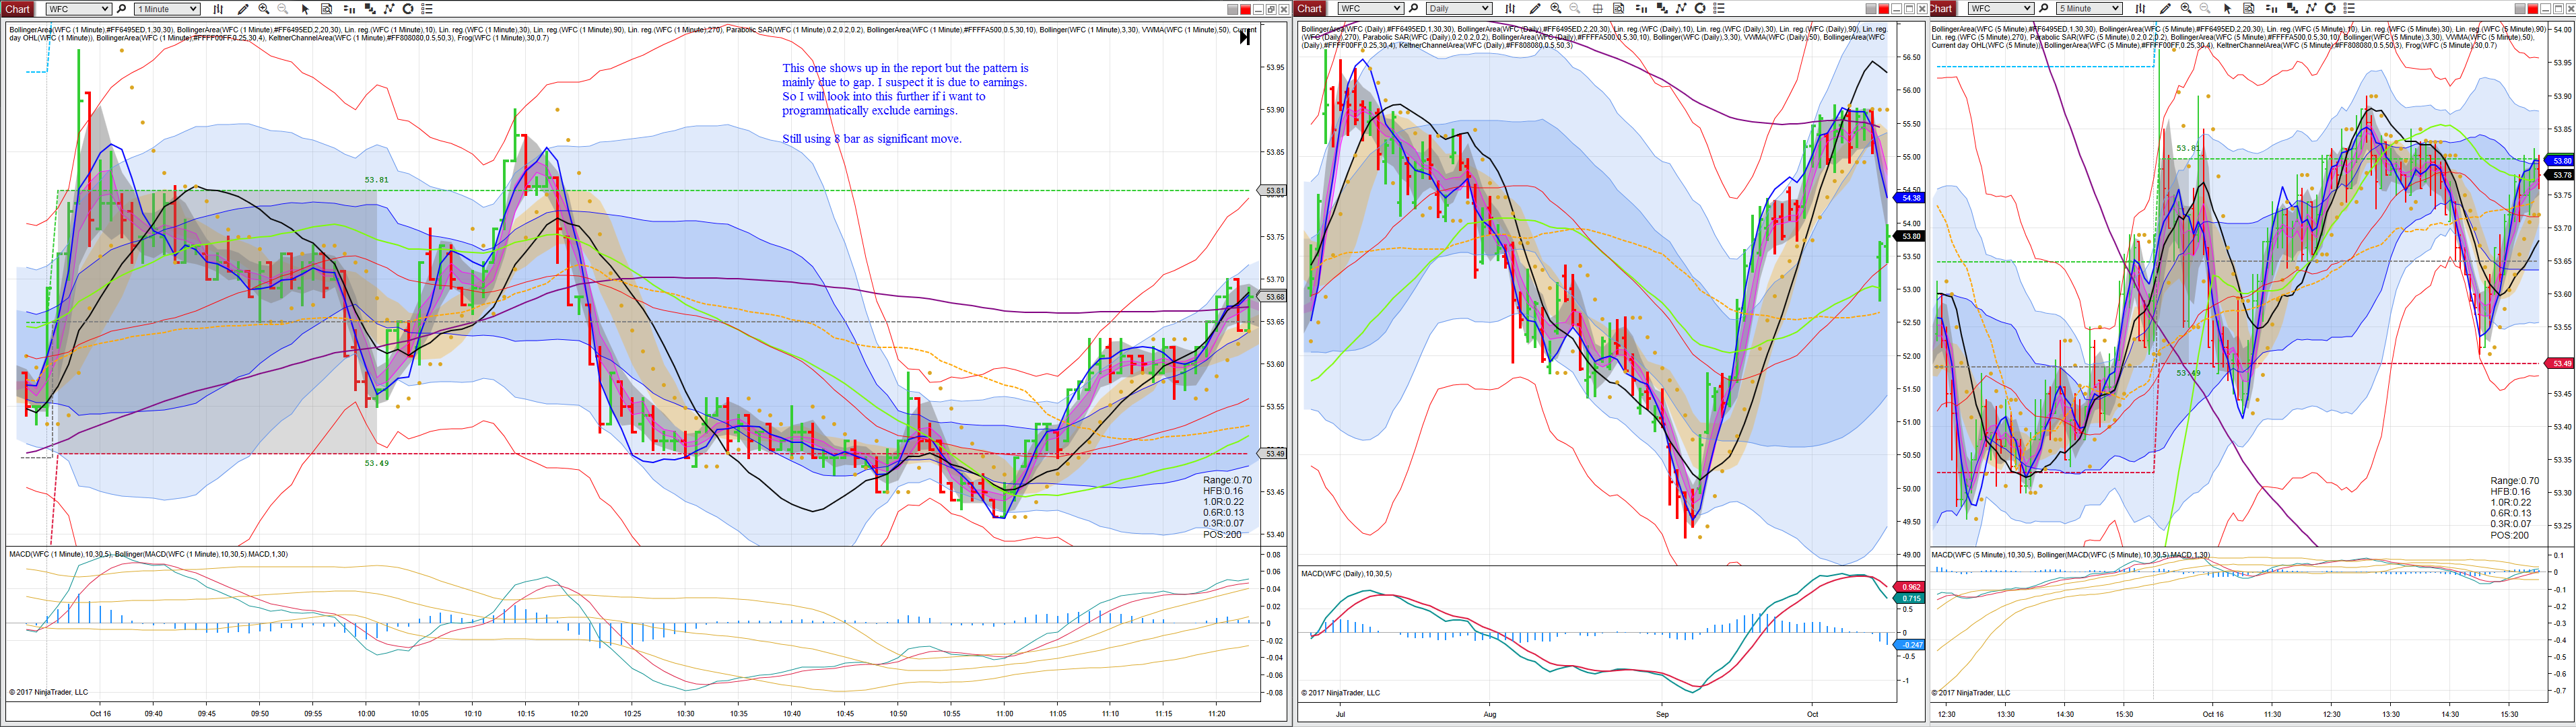 Chart WFC 1 Minute
BollingerArea(WFC (1 Minute),#FF6495ED,1,30,30), BollingerArea(WFC (1 Minute),#FF6495ED,2,20,30), Lin. reg.(WFC (1 Minute),10), Lin. reg.(WFC (1 Minute),30), Lin. reg.(WFC (1 Minute),90), Lin. reg.(WFC (1 Minute),270), Parabolic SAR(WFC (1 Minute),0.2,0.2,0.2), BollingerArea(WFC (1 Minute),#FFFFA500,0.5,30,10), Bollinger(WFC (1 Minute),3,30), VWMA(WFC (1 Minute),50), Current
day OHL(WFC (1 Minute)), BollingerArea(WFC (1 Minute),#FFFF00FF,0.25,30,4), KeltnerChannelArea(WFC (1 Minute),#FF808080,0.5,50,3), Frog(WFC (1 Minute),30,0.7)
This one shows up in the report but the pattern is
mainly due to gap. I suspect it is due to earnings.
So I will look into this further if i want to
programmatically exclude earnings.
Still using 8 bar as significant move.
53.81
53.49
53.95
53.90
53.85
53.81
53.75
53.70
53.68
53.65
53.60
53.55
53.49
53.45
53.40
Range:0.70
HFB:0.16
1.0R:0.22
0.6R:0.13
0.3R:0.07
POS:200
MACD(WFC (1 Minute),10,30,5), Bollinger(MACD(WFC (1 Minute),10,30,5).MACD,1,30)
0.08
0.06
0.04
0.02
0
-0.02
-0.04
-0.06
-0.08
© 2017 NinjaTrader, LLC
Oct 16 09:40 09:45 09:50 09:55 10:00 10:05 10:10 10:15 10:20 10:25 10:30 10:35 10:40 10:45 10:50 10:55 11:00 11:05 11:10 11:15 11:20
Chart WFC Daily
BollingerArea(WFC (Daily),#FF6495ED,1,30,30), BollingerArea(WFC (Daily),#FF6495ED,2,20,30), Lin. reg.(WFC (Daily),10), Lin. reg.(WFC (Daily),30), Lin. reg.(WFC (Daily),90), Lin. reg.
(WFC (Daily),270), Parabolic SAR(WFC (Daily),0.2,0.2,0.2), BollingerArea(WFC (Daily),#FFFFA500,0.5,30,10), Bollinger(WFC (Daily),3,30), VWMA(WFC (Daily),50), BollingerArea(WFC
(Daily),#FFFF00FF,0.25,30,4), KeltnerChannelArea(WFC (Daily),#FF808080,0.5,50,3)
56.50
56.00
55.50
55.00
54.50
54.38
54.00
53.80
53.50
53.00
52.50
52.00
51.50
51.00
50.50
50.00
49.50
49.00
MACD(WFC (Daily),10,30,5)
0.962
0.715
0.5
0
-0.247
-0.5
-1
© 2017 NinjaTrader, LLC
Jul Aug Sep Oct
Chart WFC 5 Minute
BollingerArea(WFC (5 Minute),#FF6495ED,1,30,30), BollingerArea(WFC (5 Minute),#FF6495ED,2,20,30), Lin. reg.(WFC (5 Minute),10), Lin. reg.(WFC (5 Minute),30), Lin. reg.(WFC (5 Minute),90)
, Lin. reg.(WFC (5 Minute),270), Parabolic SAR(WFC (5 Minute),0.2,0.2,0.2), BollingerArea(WFC (5 Minute),#FFFFA500,0.5,30,10), Bollinger(WFC (5 Minute),3,30), VWMA(WFC (5 Minute),50),
Current day OHL(WFC (5 Minute)), BollingerArea(WFC (5 Minute),#FFFF00FF,0.25,30,4), KeltnerChannelArea(WFC (5 Minute),#FF808080,0.5,50,3), Frog(WFC (5 Minute),30,0.7)
53.81
53.49
54.00
53.95
53.90
53.85
53.80
53.78
53.75
53.70
53.65
53.60
53.55
53.49
53.45
53.40
53.35
53.30
53.25
Range:0.70
HFB:0.16
1.0R:0.22
0.6R:0.13
0.3R:0.07
POS:200
MACD(WFC (5 Minute),10,30,5), Bollinger(MACD(WFC (5 Minute),10,30,5).MACD,1,30)
0.1
0
-0.1
-0.2
-0.3
-0.4
-0.5
-0.6
-0.7
© 2017 NinjaTrader, LLC
12:30 13:30 14:30 15:30 Oct 16 11:30 12:30 13:30 14:30 15:30